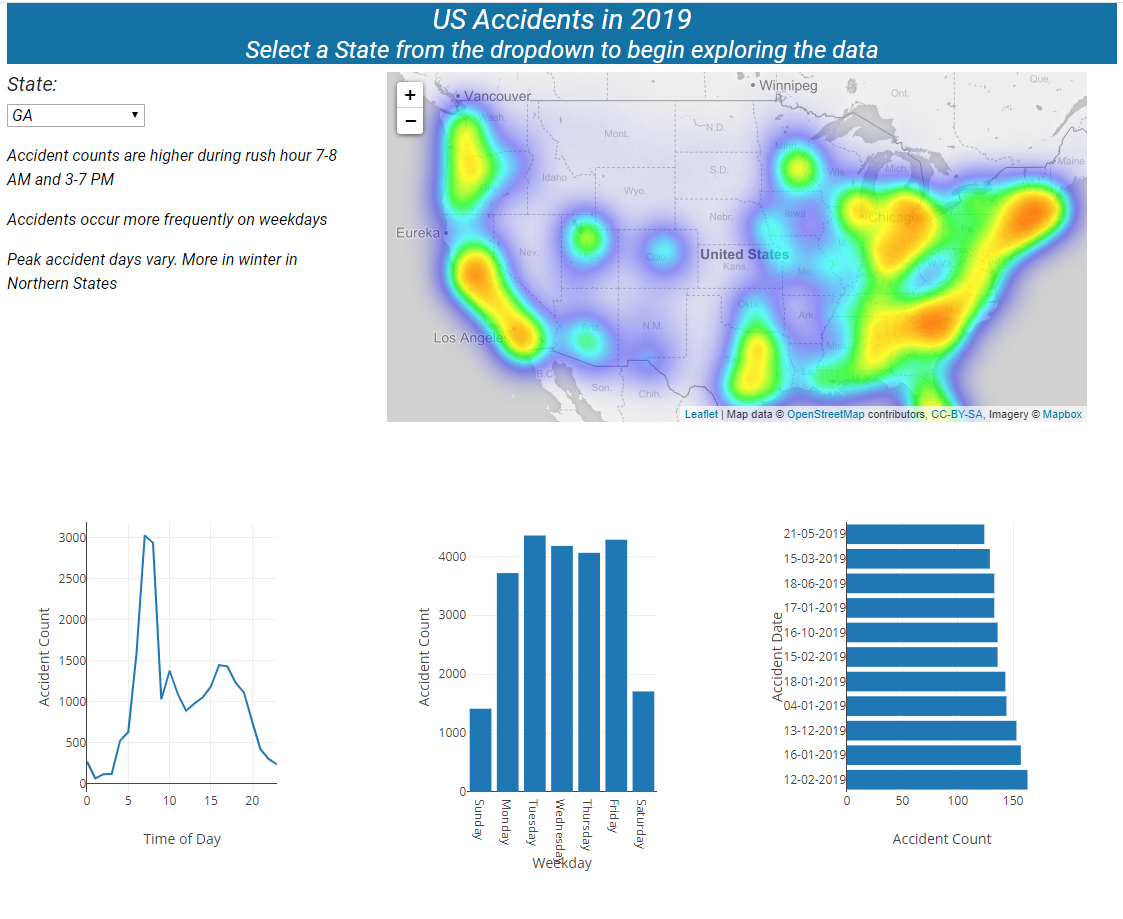 US Accidents in 2019
Select a State from the dropdown to begin exploring the data
State:
GA
Accident counts are higher during rush hour 7-8
AM and 3-7 PM
Accidents occur more frequently on weekdays
Peak accident days vary. More in winter in
Northern States
+
−
Vancouver
Winnipeg
Ont.
Que.
Wash.
Mont.
N.D.
Minn.
Maine
Idaho
S.D.
Wis.
Mich.
Wyo.
Ore.
Eureka
Nebr.
Iowa
Chicago
Nev.
Utah
Colo.
United States
Kans.
Mo.
Ill.
Pa.
Los Angeles
Ariz.
N.M.
Okla.
Ark.
Miss.
La.
B.C.
Son.
Chih.
Leaflet | Map data © OpenStreetMap contributors, CC-BY-SA, Imagery © Mapbox
3000
2500
2000
1500
1000
500
0
0 5 10 15 20
Accident Count
Time of Day
4000
3000
2000
1000
0
Sunday
Monday
Tuesday
Wednesday
Thursday
Friday
Saturday
Accident Count
Weekday
21-05-2019
15-03-2019
18-06-2019
17-01-2019
16-10-2019
15-02-2019
18-01-2019
04-01-2019
13-12-2019
16-01-2019
12-02-2019
0 50 100 150
Accident Date
Accident Count